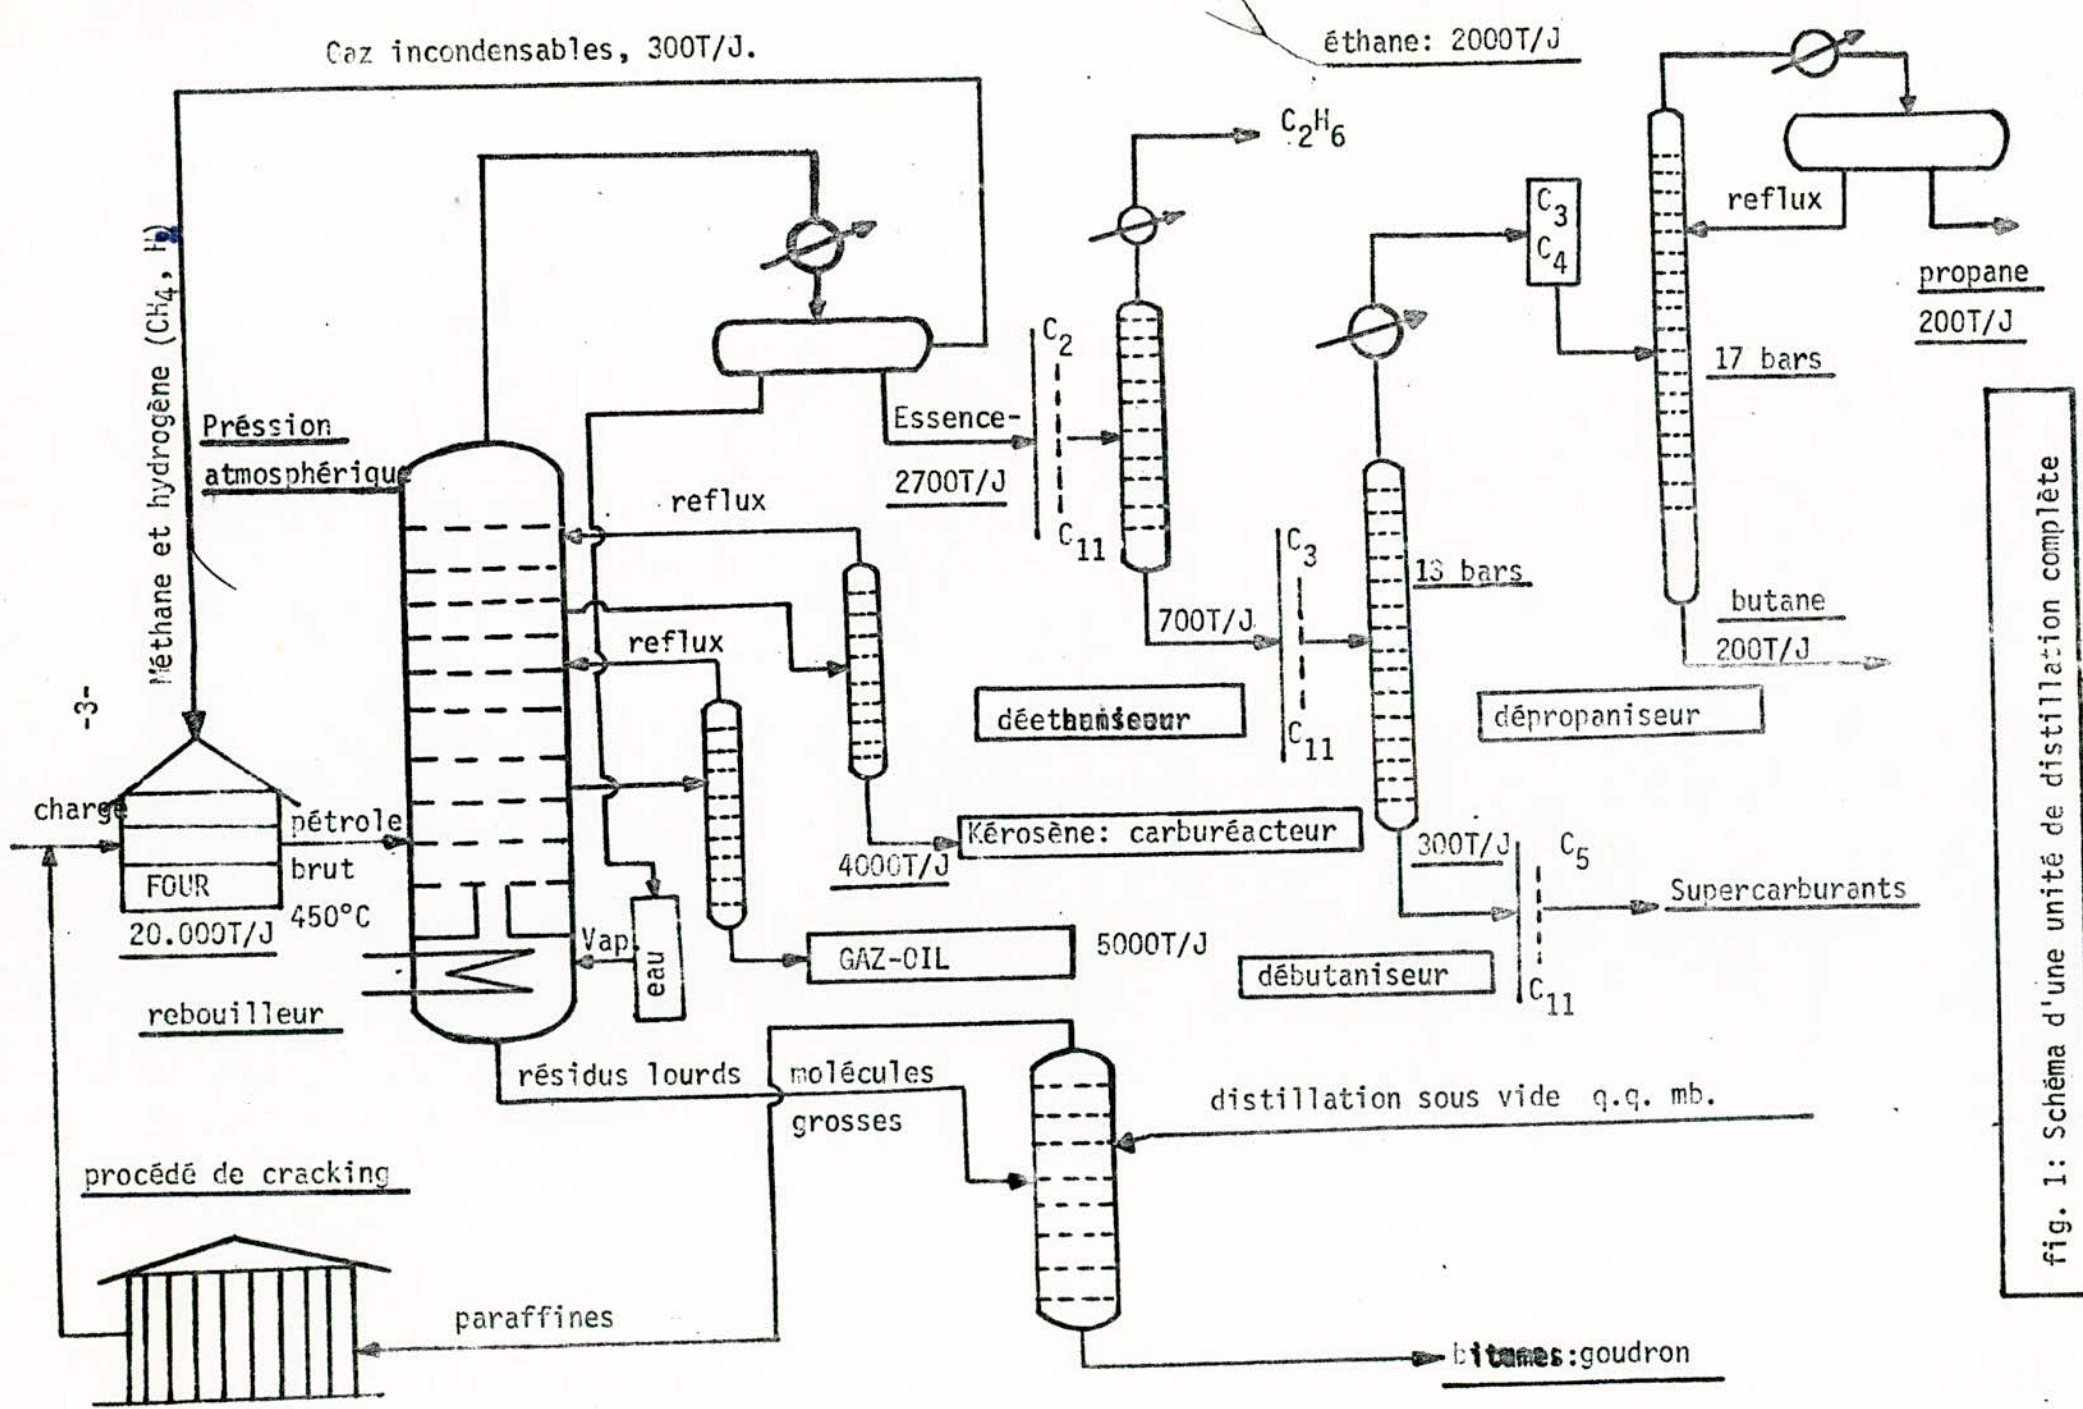 Gaz incondensables, 300T/J.
éthane: 2000T/J
C2H6
C3
C4
reflux
propane
200T/J
17 bars
Méthane et hydrogène (CH4, H)
Préssion
atmosphérique
C2
Essence-
2700T/J
C11
reflux
C3
13 bars
butane
200T/J
700T/J
reflux
-3-
déethaniseur
C11
dépropaniseur
charge
pétrole
brut
450°C
FOUR
20.000T/J
Kérosène: carburéacteur
4000T/J
300T/J
C5
Supercarburants
Vap.
eau
GAZ-OIL
5000T/J
débutaniseur
C11
rebouilleur
résidus lourds molécules
grosses
distillation sous vide q.q. mb.
procédé de cracking
paraffines
bitumes:goudron
fig. 1: Schéma d'une unité de distillation complète